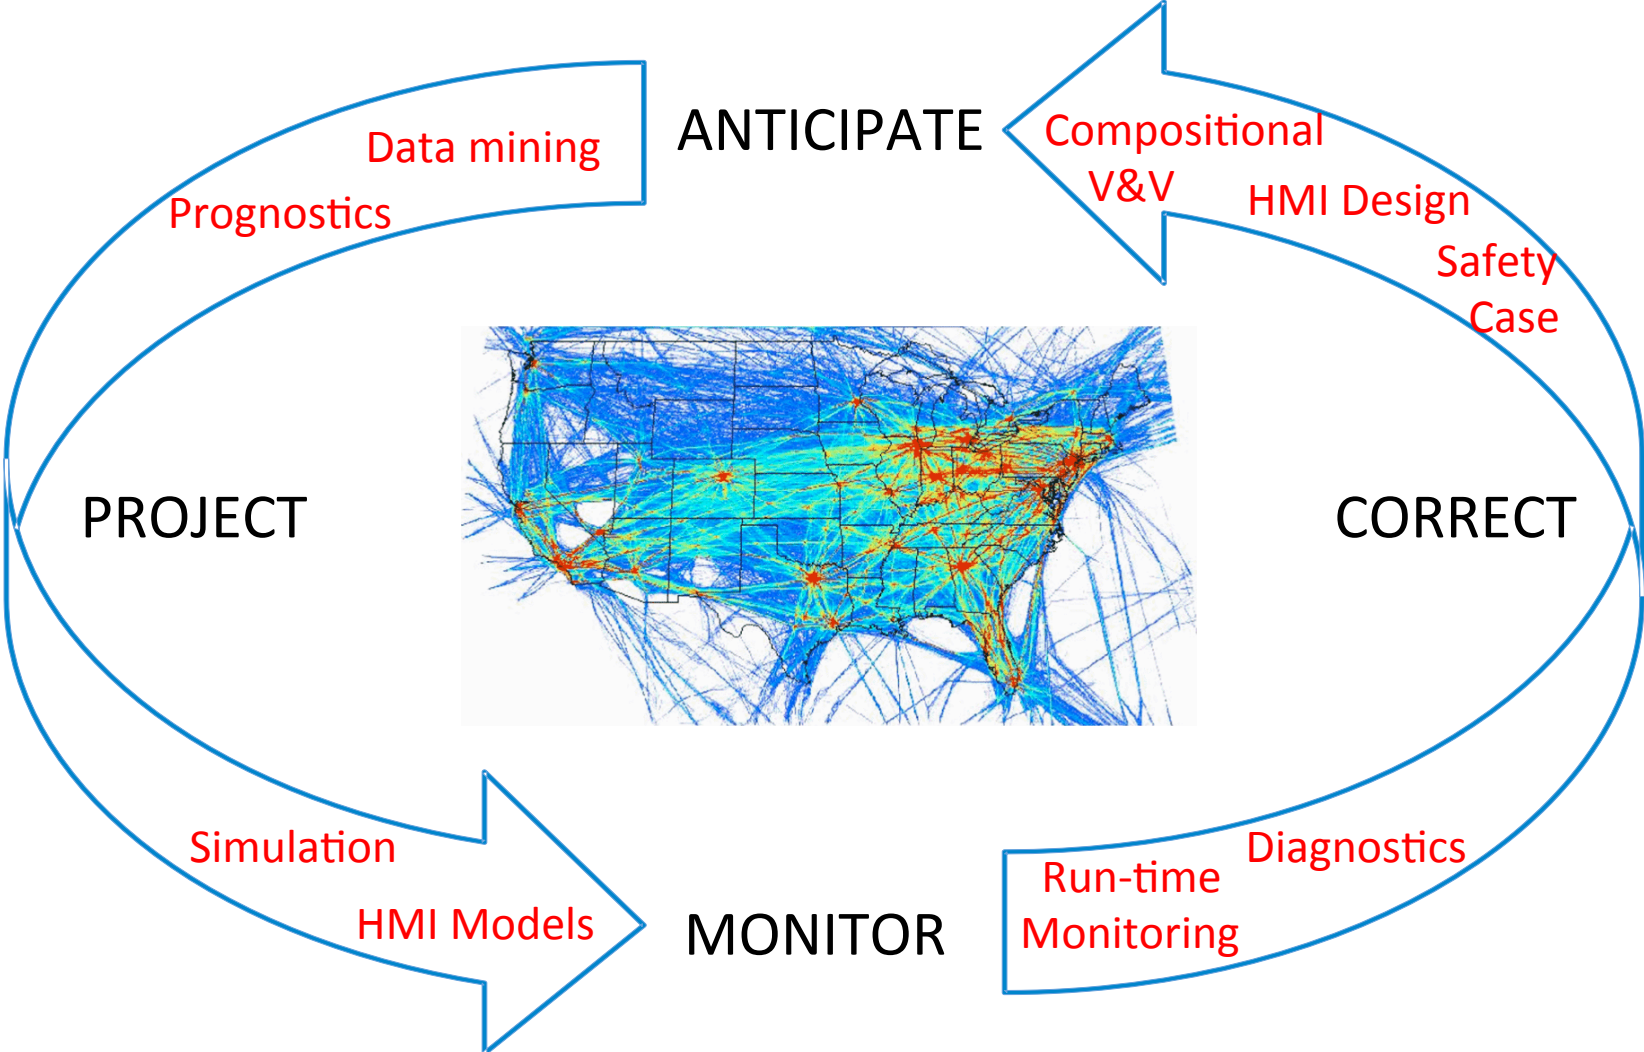 ANTICIPATE
Data mining
Prognostics
Compositional
V&V
HMI Design
Safety
Case
PROJECT
CORRECT
Simulation
HMI Models
MONITOR
Run-time
Monitoring
Diagnostics